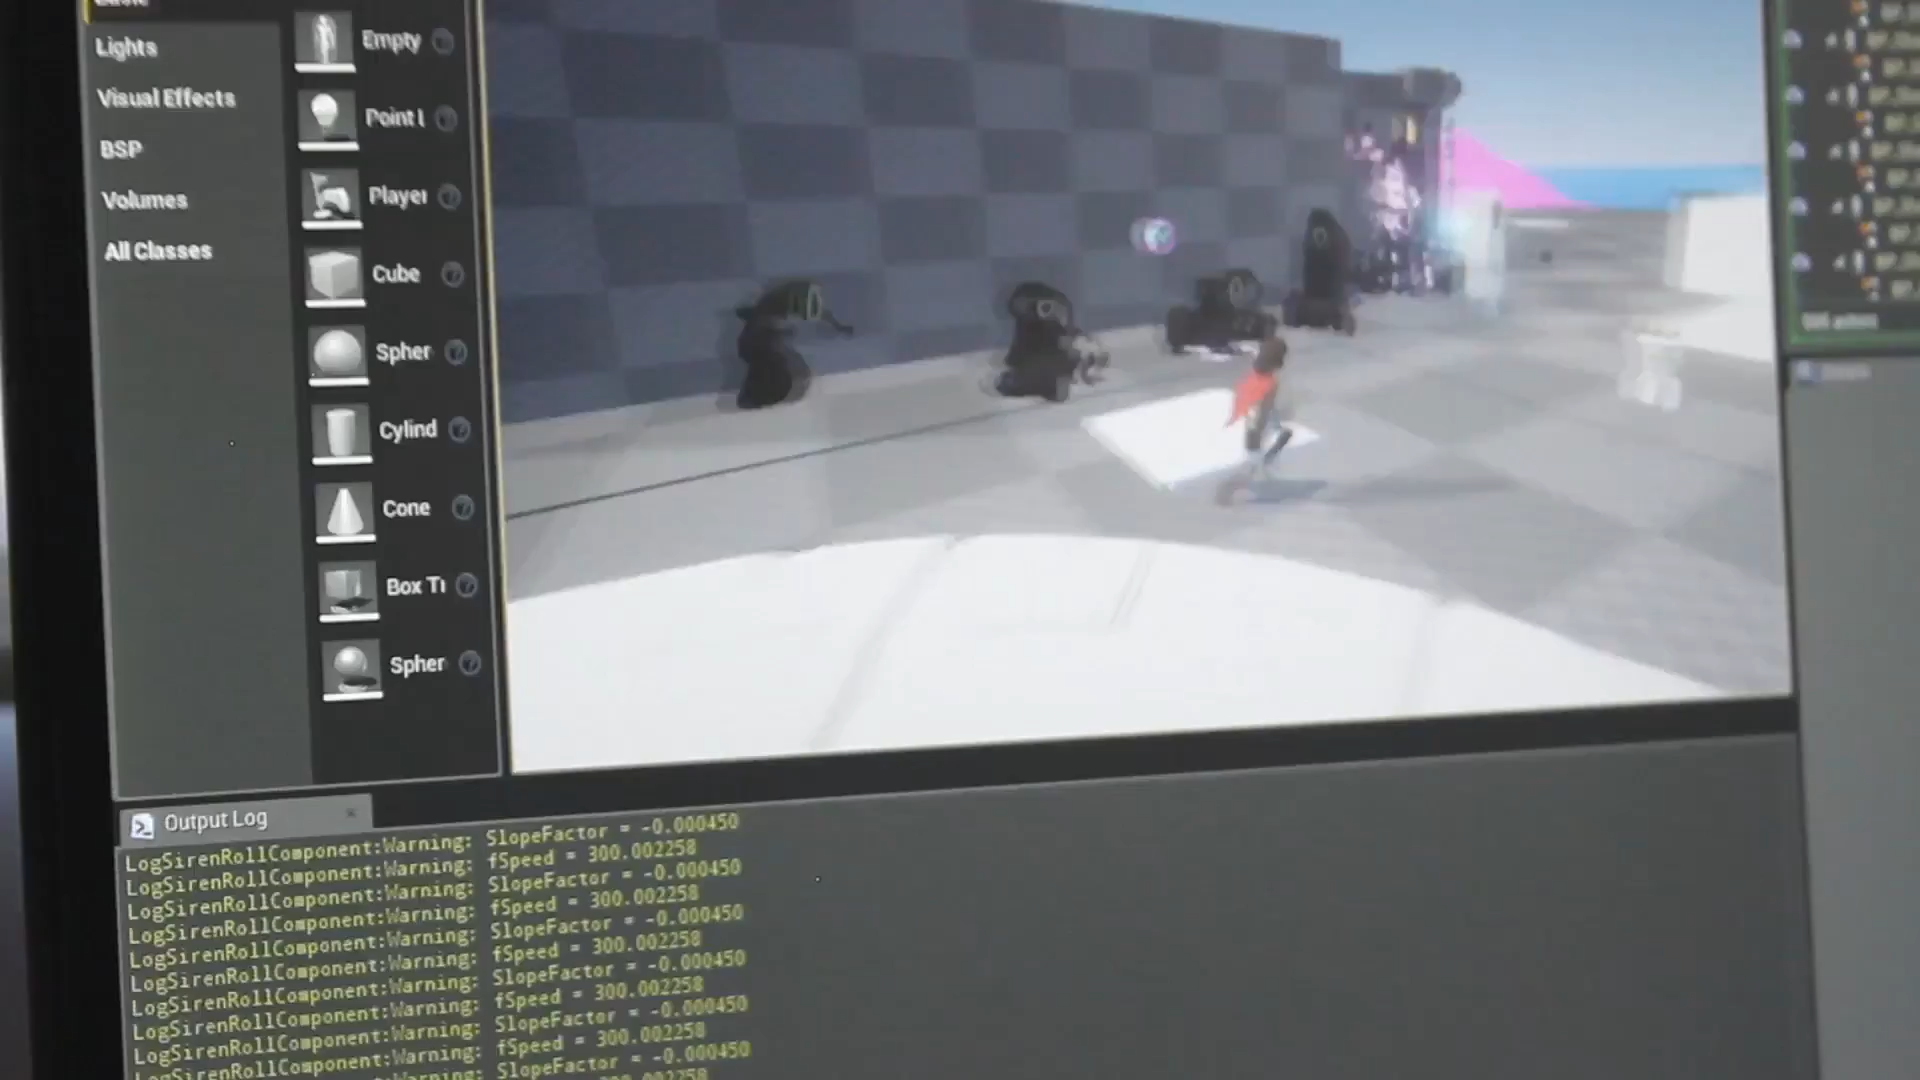 Lights
Visual Effects
BSP
Volumes
All Classes
Empty
Point L
Player
Cube
Spher
Cylind
Cone
Box Tr
Spher
Output Log
LogSirenRollComponent:Warning: SlopeFactor = -0.000450
LogSirenRollComponent:Warning: fSpeed = 300.002258
LogSirenRollComponent:Warning: SlopeFactor = -0.000450
LogSirenRollComponent:Warning: fSpeed = 300.002258
LogSirenRollComponent:Warning: SlopeFactor = -0.000450
LogSirenRollComponent:Warning: fSpeed = 300.002258
LogSirenRollComponent:Warning: SlopeFactor = -0.000450
LogSirenRollComponent:Warning: fSpeed = 300.002258
LogSirenRollComponent:Warning: SlopeFactor = -0.000450
LogSirenRollComponent:Warning: fSpeed = 300.002258
SlopeFactor = -0.000450